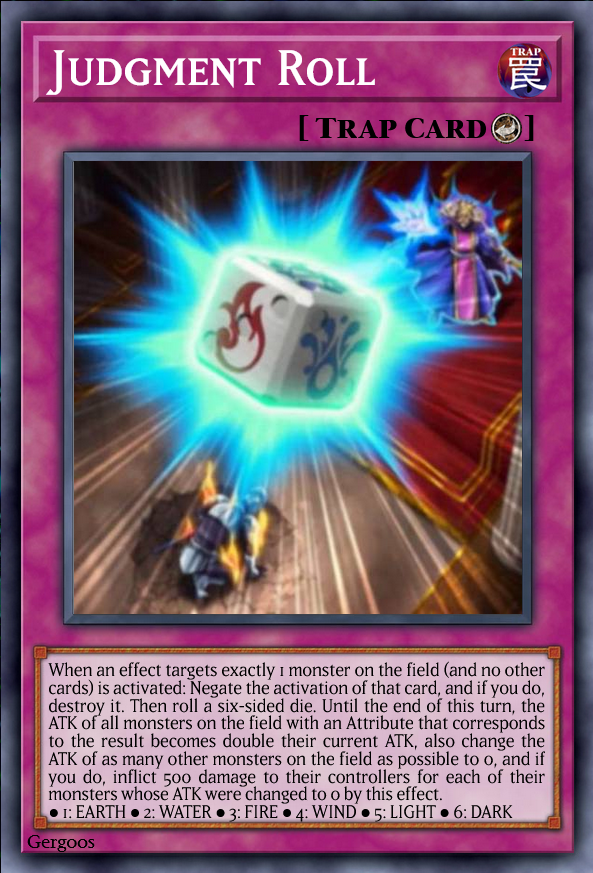 JUDGMENT ROLL
TRAP
罠
[ TRAP CARD ]
When an effect targets exactly 1 monster on the field (and no other
cards) is activated: Negate the activation of that card, and if you do,
destroy it. Then roll a six-sided die. Until the end of this turn, the
ATK of all monsters on the field with an Attribute that corresponds
to the result becomes double their current ATK, also change the
ATK of as many other monsters on the field as possible to 0, and if
you do, inflict 500 damage to their controllers for each of their
monsters whose ATK were changed to 0 by this effect.
● 1: EARTH ● 2: WATER ● 3: FIRE ● 4: WIND ● 5: LIGHT ● 6: DARK
Gergoos